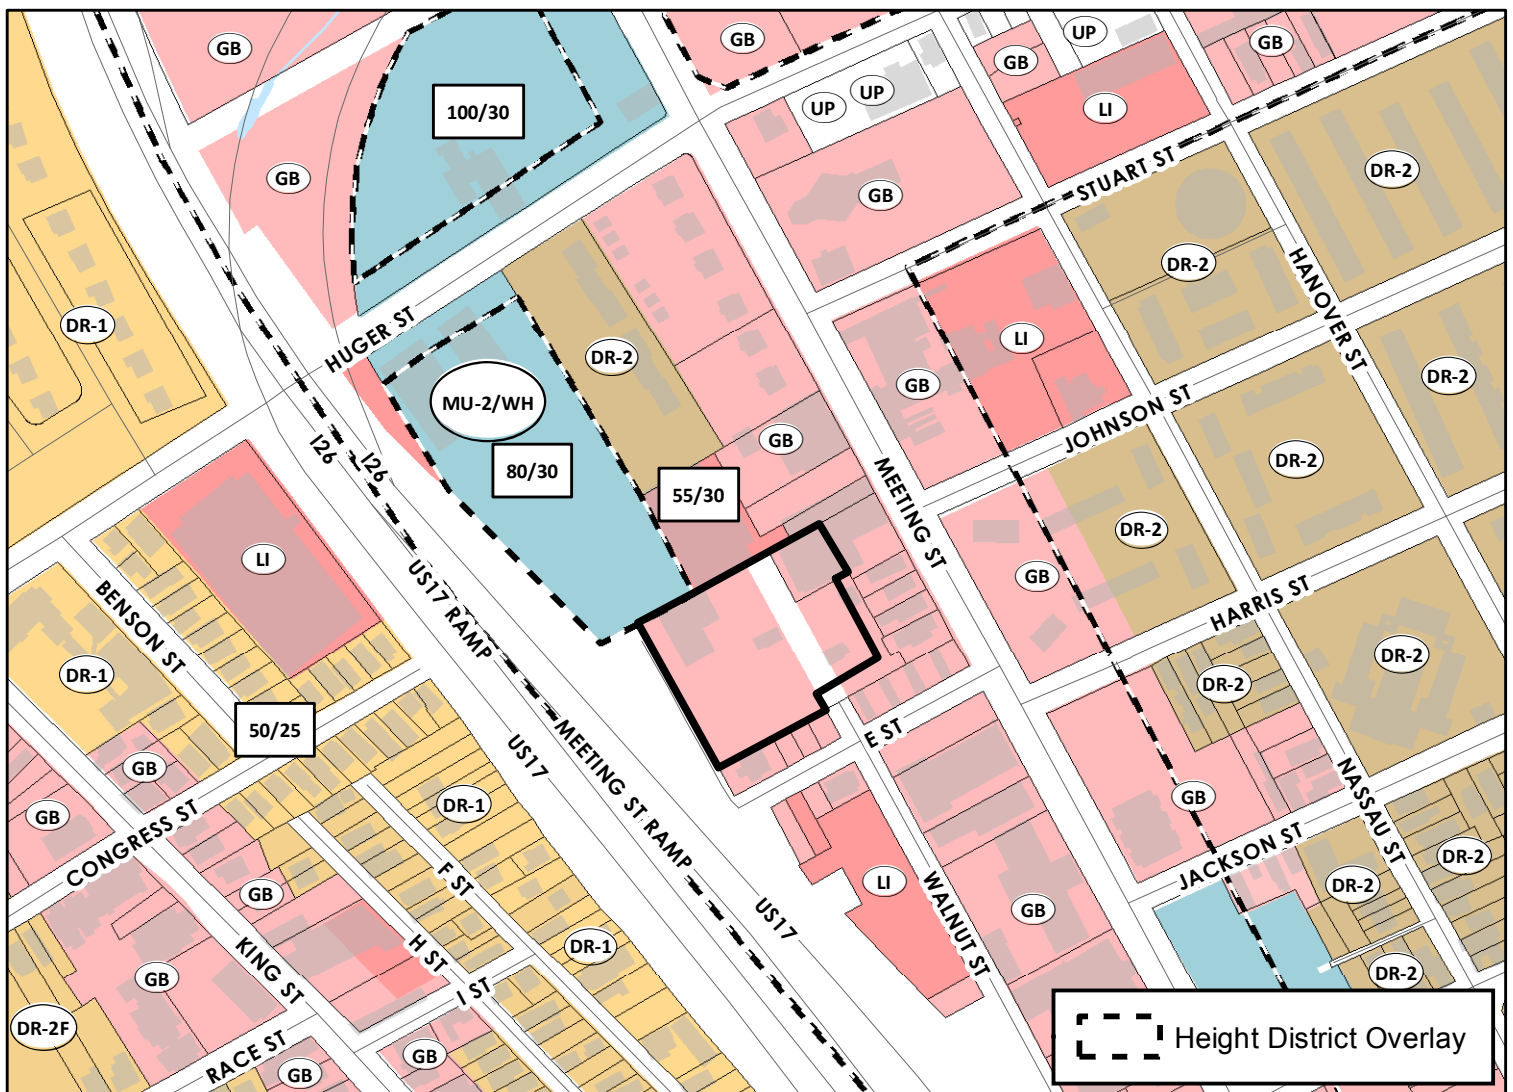 GB
GB
GB
UP
GB
100/30
UP
UP
LI
GB
GB
STUART ST
DR-2
DR-2
HANOVER ST
DR-1
HUGER ST
DR-2
LI
GB
DR-2
MU-2/WH
JOHNSON ST
GB
I26
I26
80/30
55/30
MEETING ST
DR-2
DR-2
LI
US17 RAMP
GB
HARRIS ST
BENSON ST
DR-1
DR-2
DR-2
50/25
E ST
MEETING ST RAMP
US17
GB
GB
DR-1
GB
NASSAU ST
CONGRESS ST
F ST
JACKSON ST
DR-2
DR-2
LI
WALNUT ST
GB
GB
US17
KING ST
H ST
DR-1
GB
I ST
DR-2
DR-2F
RACE ST
GB
GB
Height District Overlay